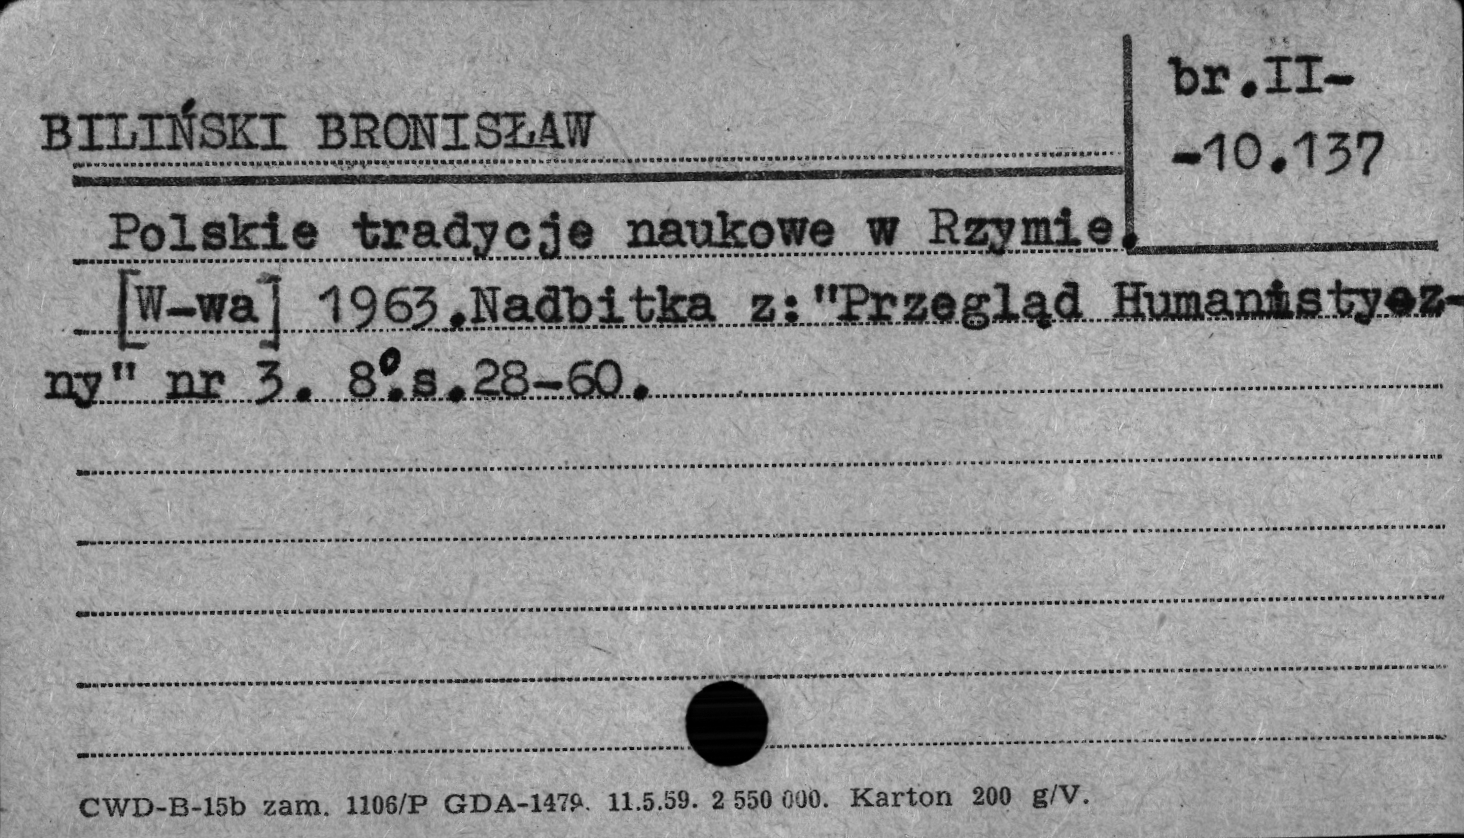 br.II-
BILIŃSKI BRONISŁAW
-10.137
Polskie tradycje naukowe w Rzymie.
[W-wa] 1963.Nadbitka z:"Przegląd Humanistycz-
ny" nr 3. 8°.s.28-60.
CWD-B-15b zam. 1106/P GDA-1479. 11.5.59. 2 550 000. Karton 200 g/V.